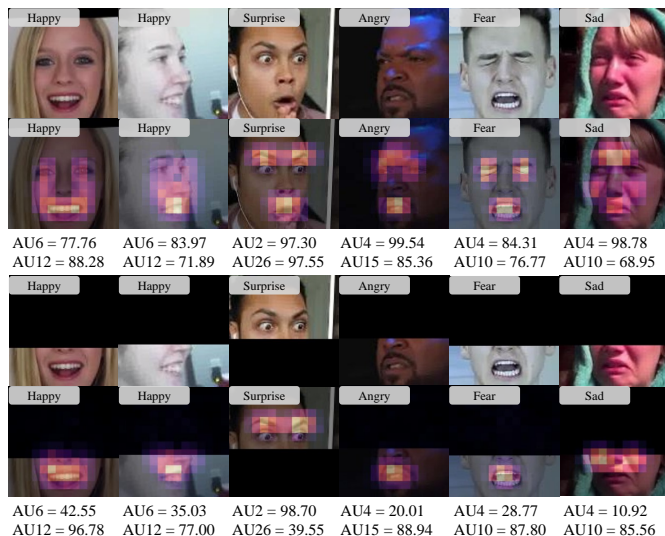 Happy Happy Surprise Angry Fear Sad
Happy Happy Surprise Angry Fear Sad
AU6 = 77.76 AU6 = 83.97 AU2 = 97.30 AU4 = 99.54 AU4 = 84.31 AU4 = 98.78
AU12 = 88.28 AU12 = 71.89 AU26 = 97.55 AU15 = 85.36 AU10 = 76.77 AU10 = 68.95
Happy Happy Surprise Angry Fear Sad
Happy Happy Surprise Angry Fear Sad
AU6 = 42.55 AU6 = 35.03 AU2 = 98.70 AU4 = 20.01 AU4 = 28.77 AU4 = 10.92
AU12 = 96.78 AU12 = 77.00 AU26 = 39.55 AU15 = 88.94 AU10 = 87.80 AU10 = 85.56